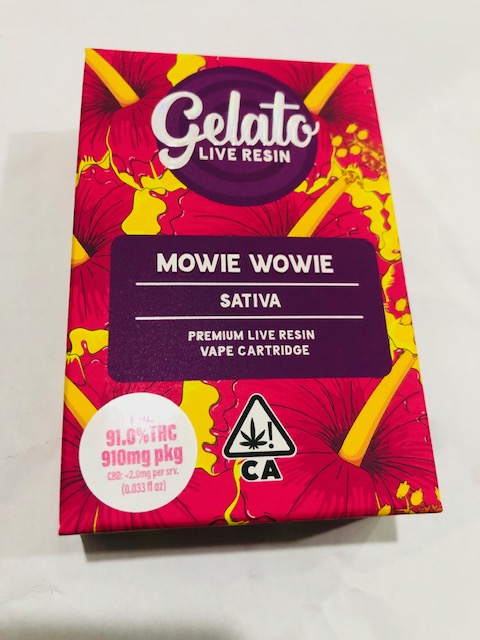 Gelato
LIVE RESIN
MOWIE WOWIE
SATIVA
PREMIUM LIVE RESIN
VAPE CARTRIDGE
91.0% THC
910mg pkg
CBD: <2.0mg per srv.
(0.033 fl oz)
!
CA